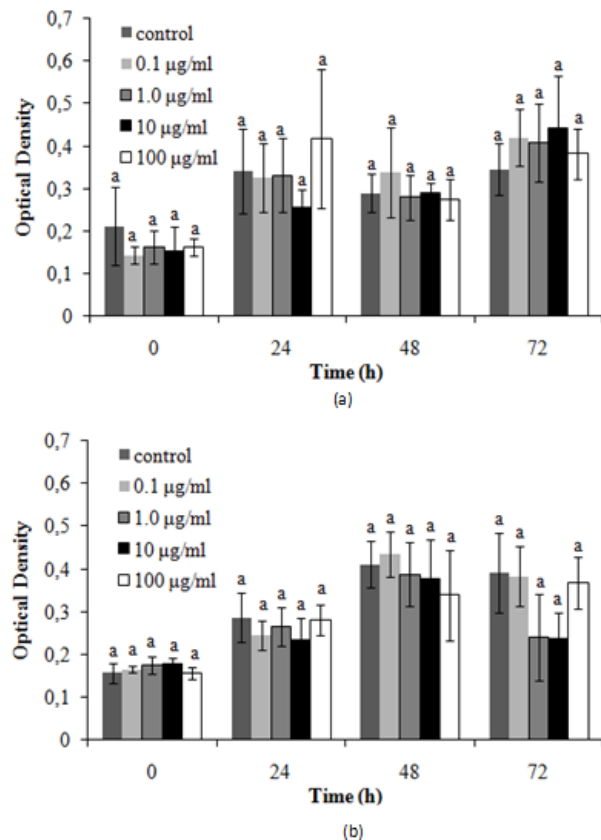 0,7
0,6
0,5
0,4
0,3
0,2
0,1
0
Optical Density
control
0.1 µg/ml
1.0 µg/ml
10 µg/ml
100 µg/ml
a a a a a
a a a a a
a a a a a
a a a a a
0 24 48 72
Time (h)
(a)
0,7
0,6
0,5
0,4
0,3
0,2
0,1
0
Optical Density
control
0.1 µg/ml
1.0 µg/ml
10 µg/ml
100 µg/ml
a a a a a
a a a a a
a a a a a
a a a a a
0 24 48 72
Time (h)
(b)